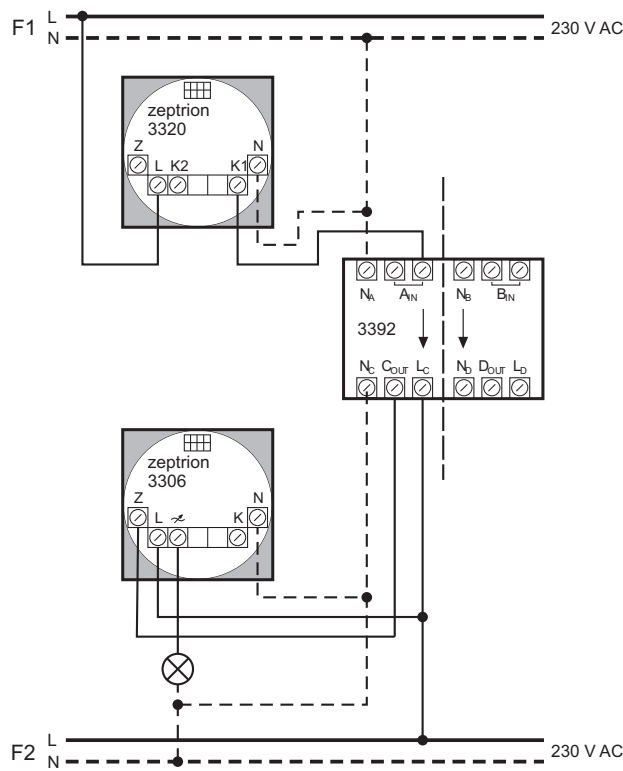 F1 L
N
230 V AC
zeptrion
3320
Z
N
L K2
K1
NA AIN NB BIN
3392
NC COUT LC ND DOUT LD
zeptrion
3306
Z
N
L
K
F2 L
N
230 V AC